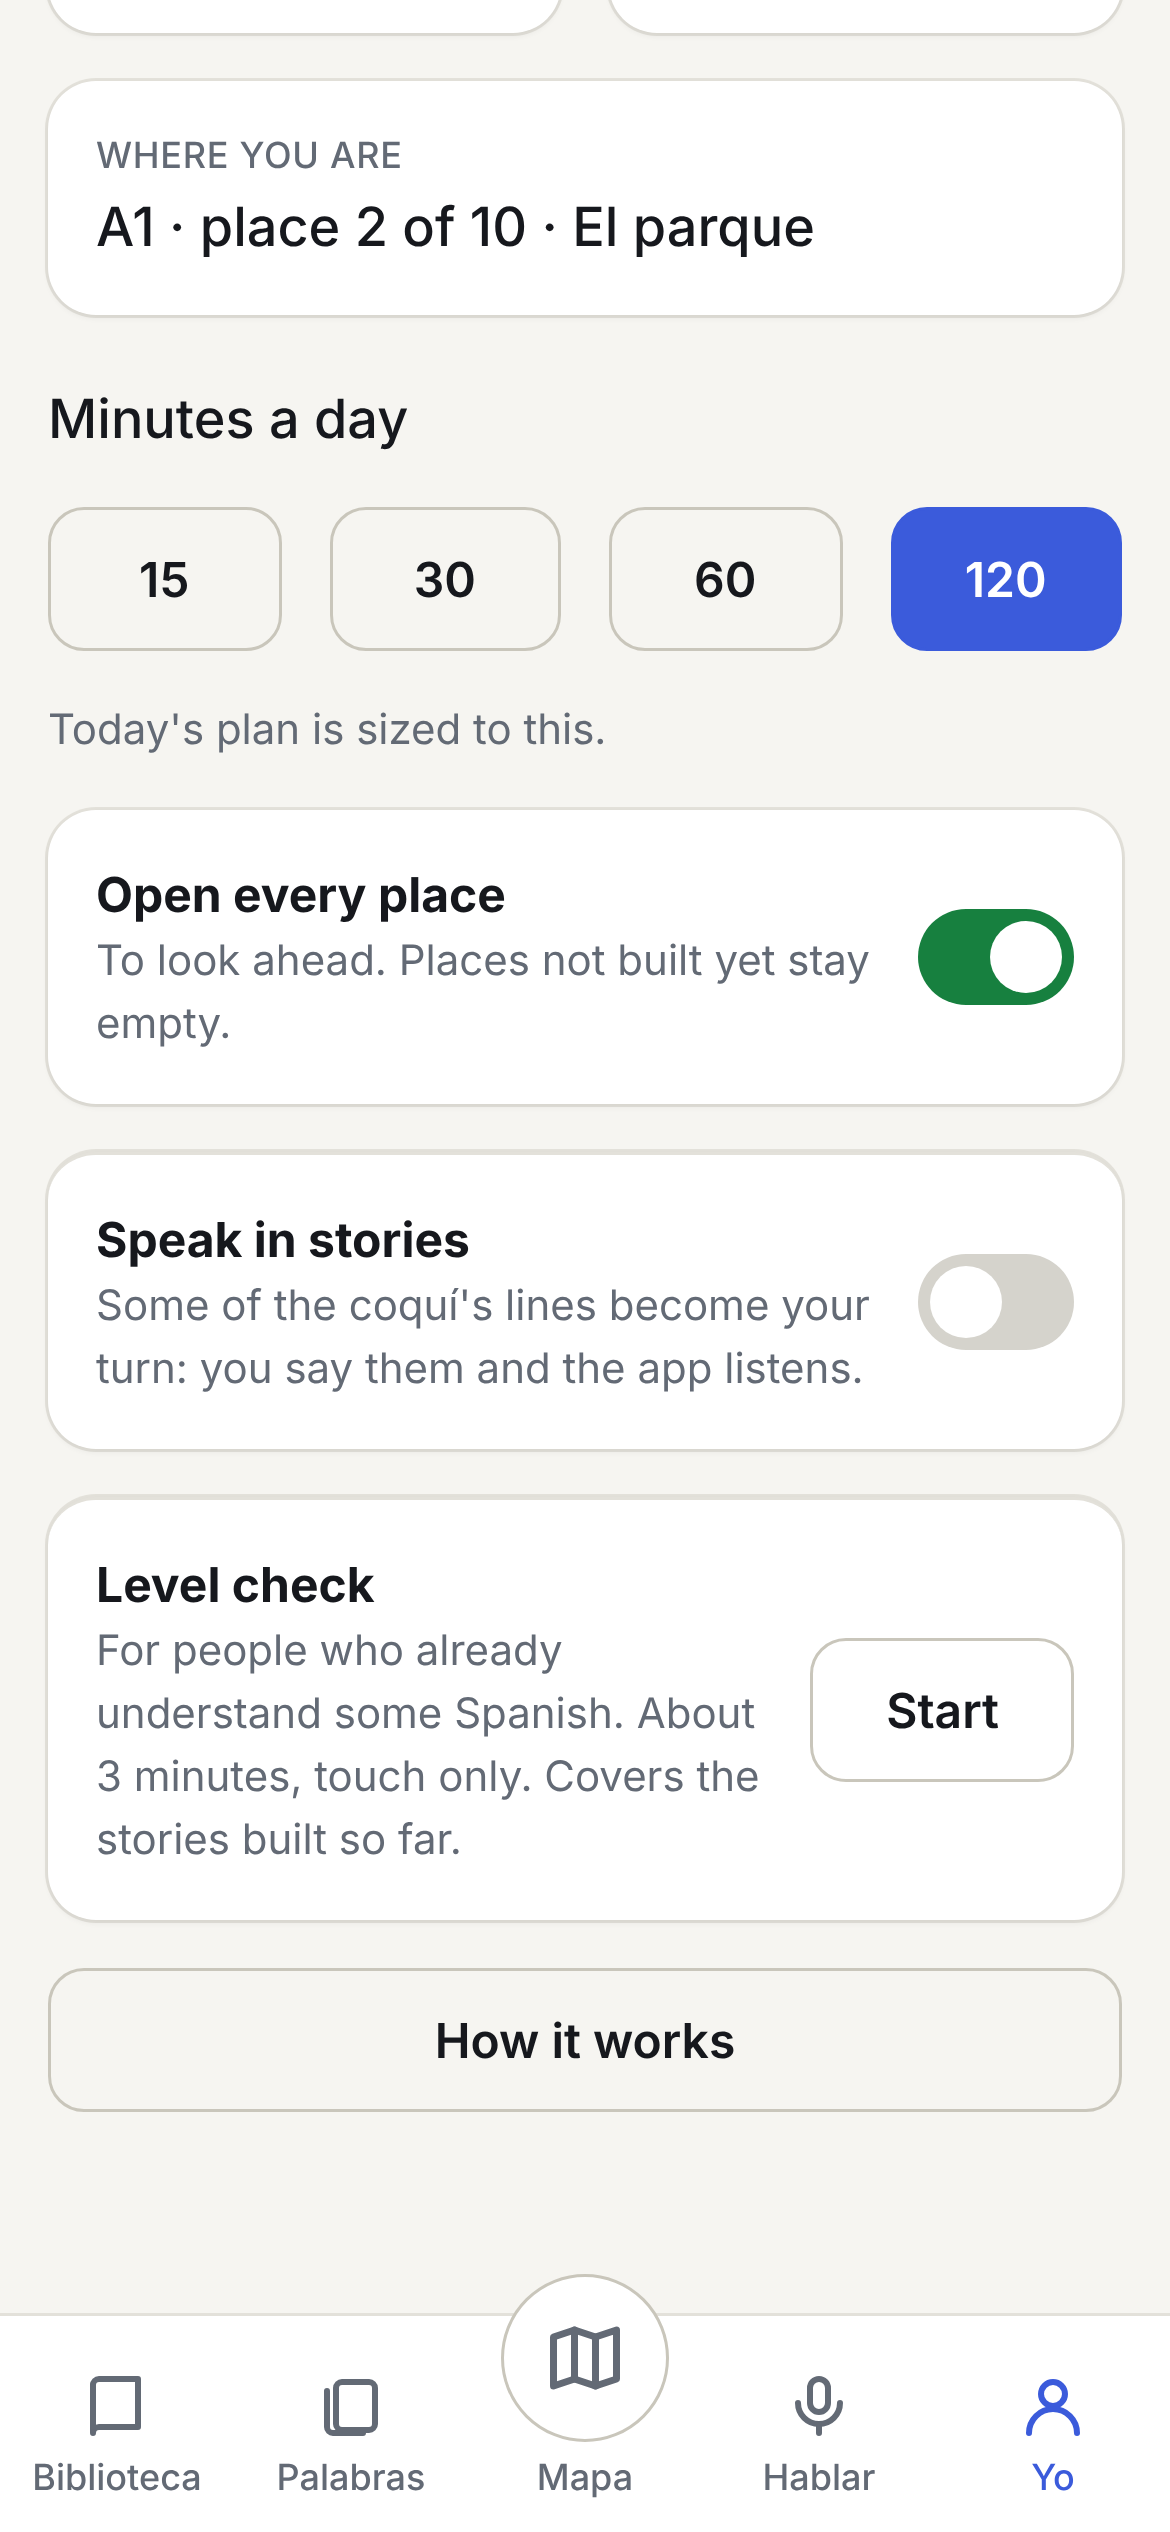 WHERE YOU ARE
A1 · place 2 of 10 · El parque
Minutes a day
15 30 60 120
Today's plan is sized to this.
Open every place
To look ahead. Places not built yet stay
empty.
Speak in stories
Some of the coquí's lines become your
turn: you say them and the app listens.
Level check
For people who already
understand some Spanish. About
3 minutes, touch only. Covers the
stories built so far.
Start
How it works
Biblioteca Palabras Mapa Hablar Yo